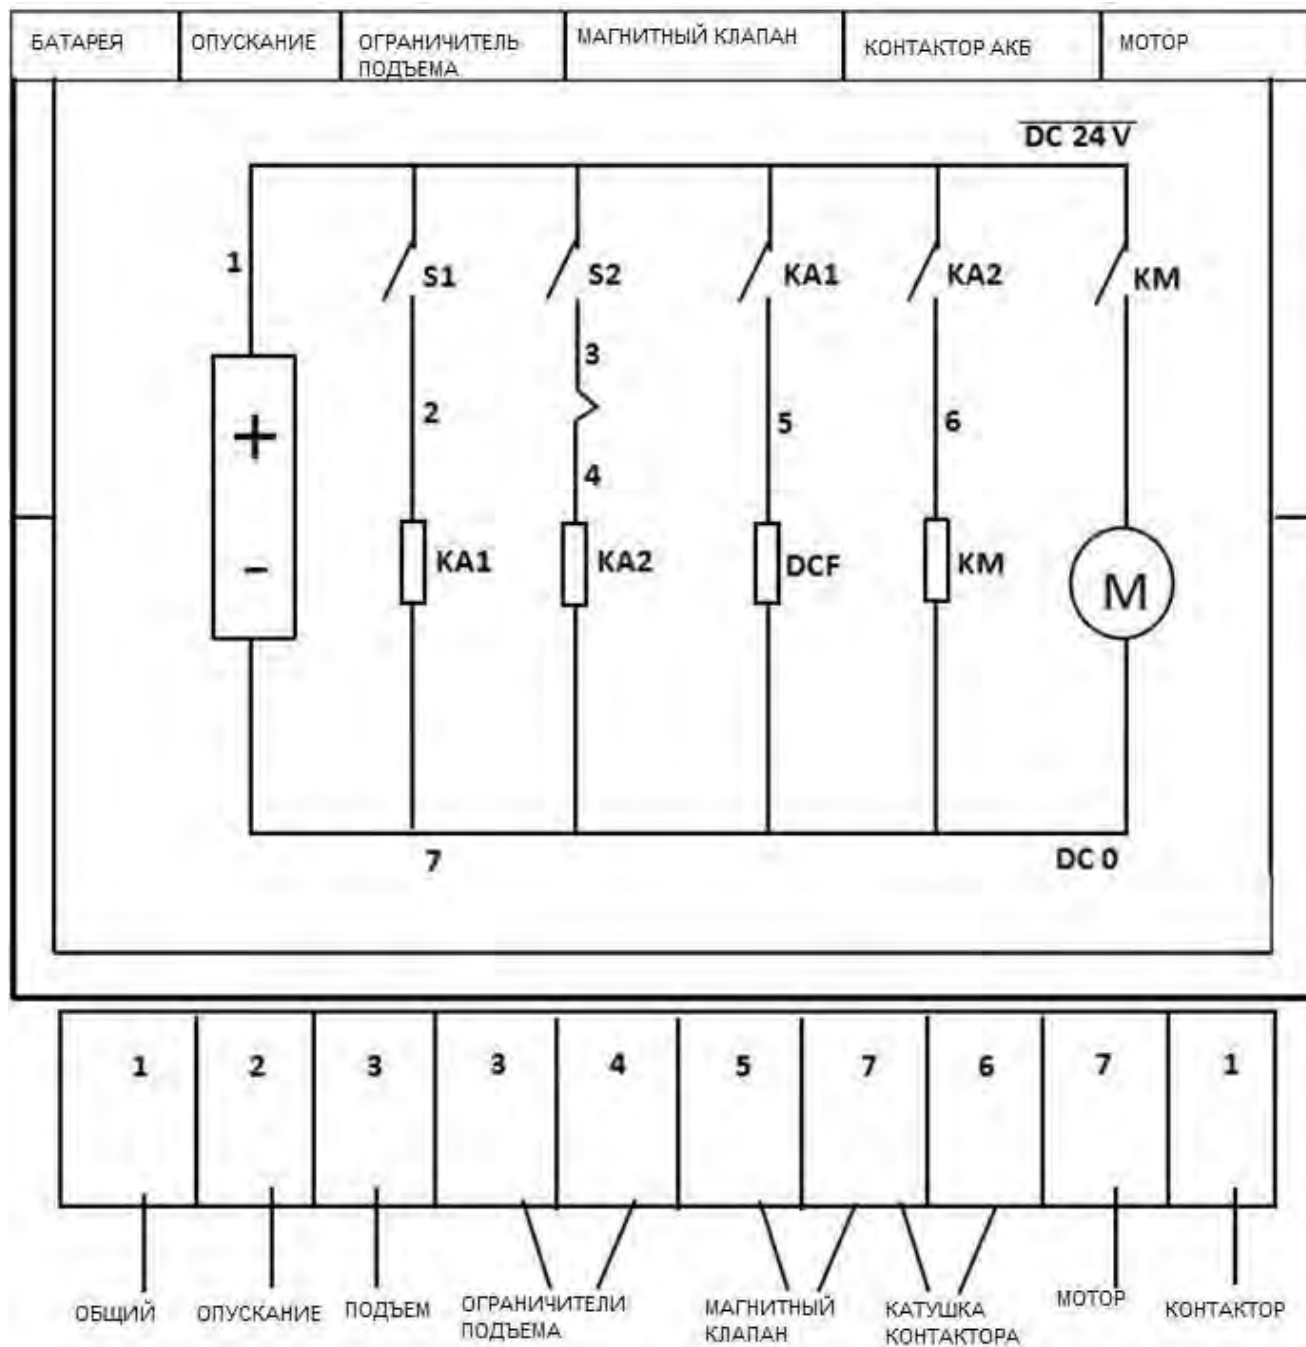 БАТАРЕЯ
ОПУСКАНИЕ
ОГРАНИЧИТЕЛЬ
ПОДЪЕМА
МАГНИТНЫЙ КЛАПАН
КОНТАКТОР АКБ
МОТОР
DC 24 V
1
S1
S2
KA1
KA2
KM
3
2
5
6
+
4
-
KA1
KA2
DCF
KM
M
7
DC 0
1
2
3
3
4
5
7
6
7
1
ОБЩИЙ
ОПУСКАНИЕ
ПОДЪЕМ
ОГРАНИЧИТЕЛИ
ПОДЪЕМА
МАГНИТНЫЙ
КЛАПАН
КАТУШКА
КОНТАКТОРА
МОТОР
КОНТАКТОР